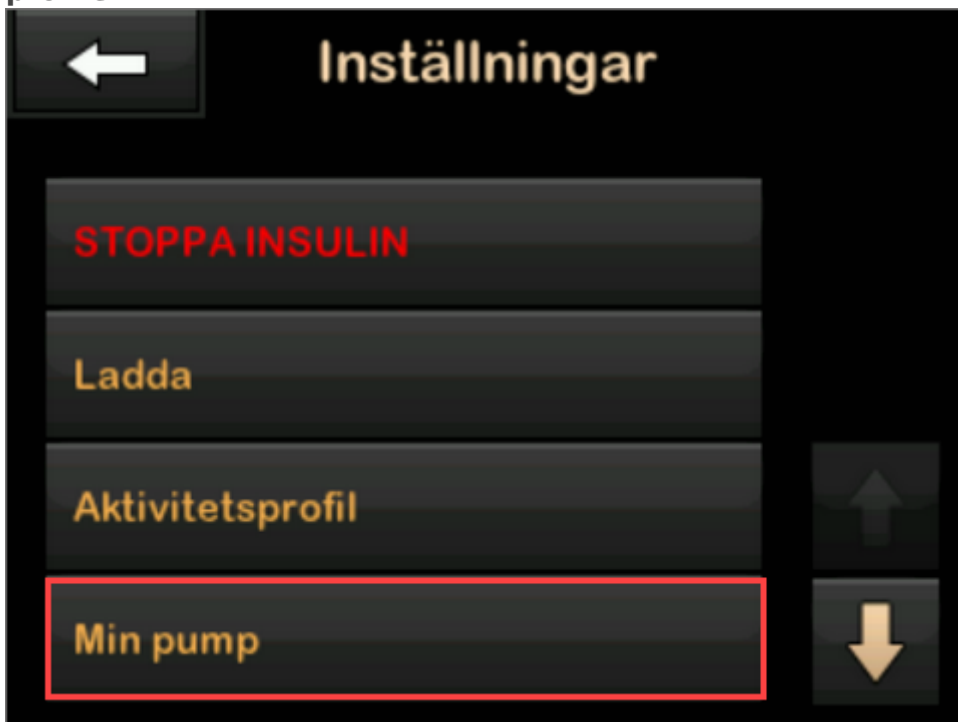 Inställningar
STOPPA INSULIN
Ladda
Aktivitetsprofil
Min pump